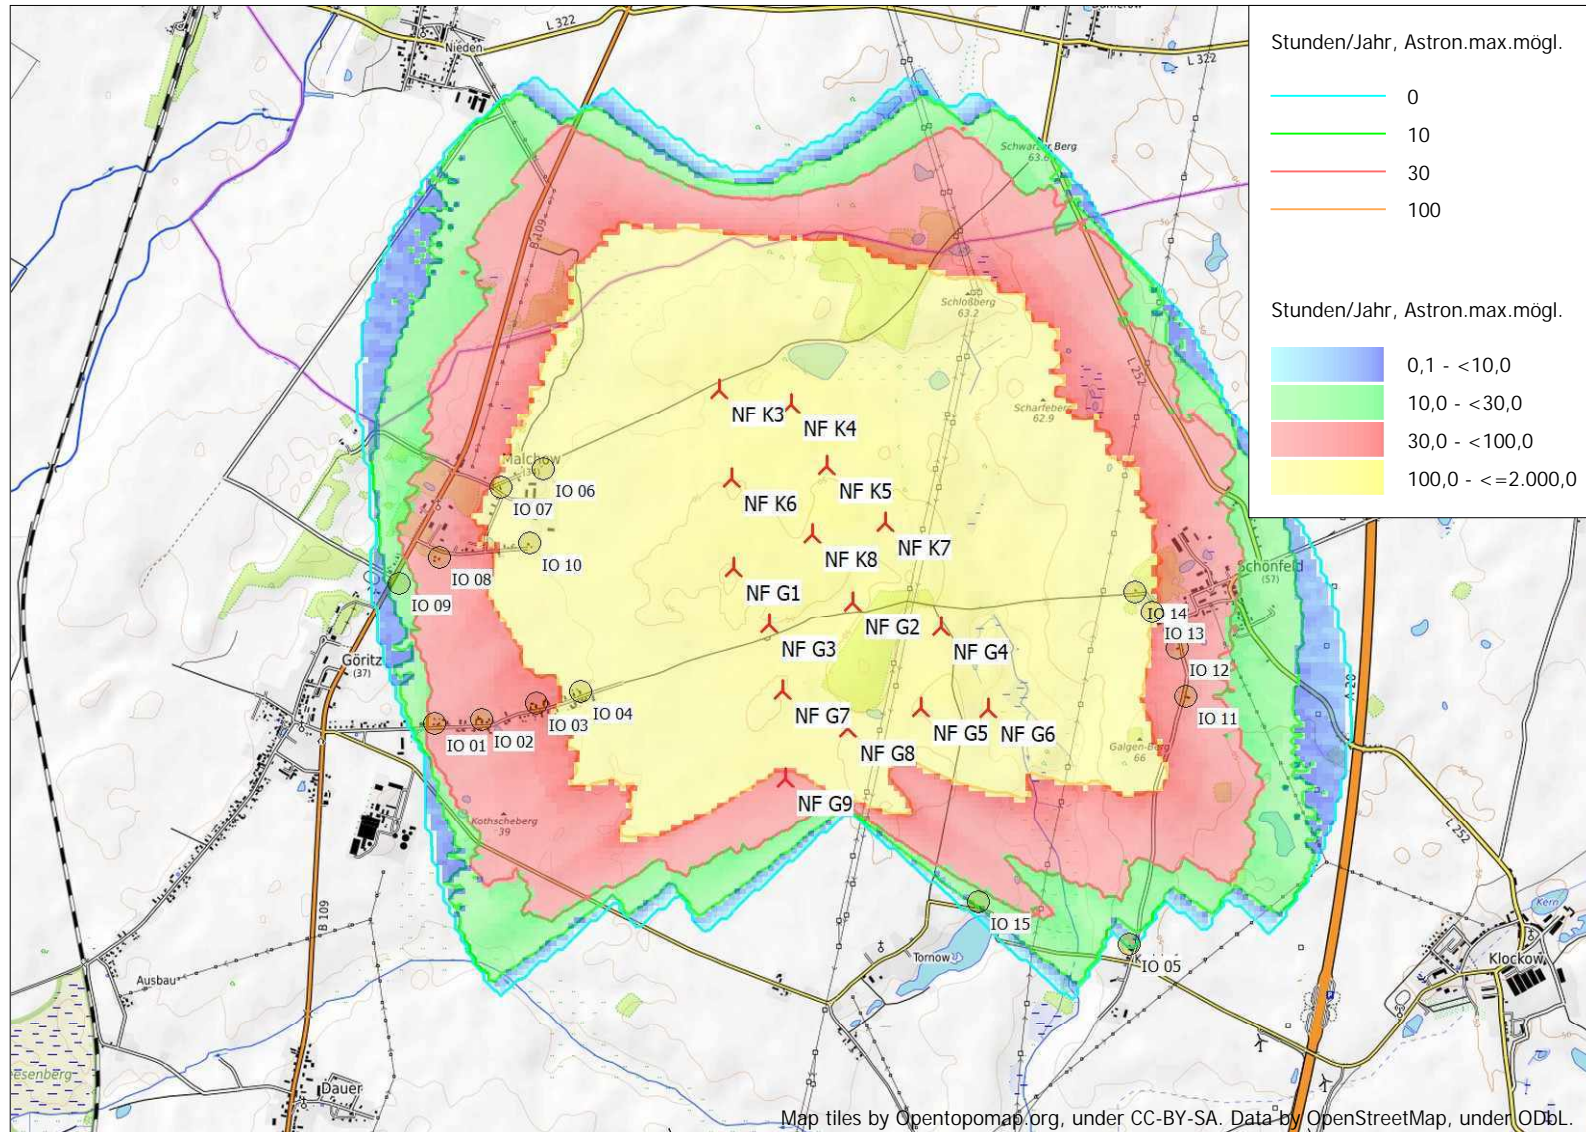 L 322
Nieden
L 322
Stunden/Jahr, Astron.max.mögl.
0
10
30
100
Stunden/Jahr, Astron.max.mögl.
0,1 - <10,0
10,0 - <30,0
30,0 - <100,0
100,0 - <=2.000,0
Schwarzer Berg
63.6
B 109
Schloßberg
63.2
L 252
Scharfeberg
62.9
NF K3
NF K4
Malchow
(34)
IO 06
IO 07
NF K5
NF K6
NF K7
NF K8
IO 10
IO 08
IO 09
Schönfeld
(57)
NF G1
IO 14
NF G2
IO 13
NF G3
NF G4
Göritz
(37)
IO 12
A 20
IO 04
IO 03
IO 02
IO 01
IO 11
NF G7
NF G5
NF G6
NF G8
Galgen-Berg
66
NF G9
Kothscheberg
39
L 252
B 109
IO 15
IO 05
Kern
Tornow
Klockow
Ausbau
Dauer
Map tiles by Opentopomap.org, under CC-BY-SA. Data by OpenStreetMap, under ODbL.